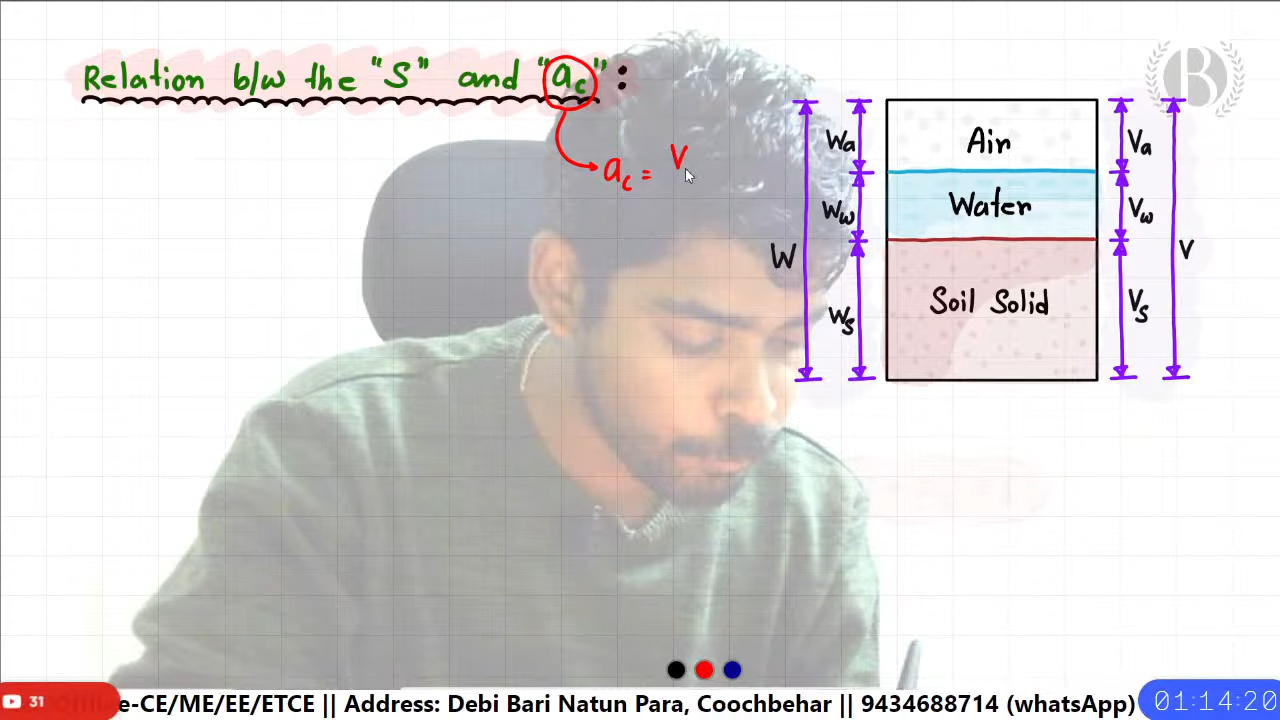 Relation b/w the "S" and "ac":
ac = V
Air
Water
Soil Solid
Wa
Ww
Ws
W
Va
Vw
Vs
V
B
31
-CE/ME/EE/ETCE || Address: Debi Bari Natun Para, Coochbehar || 9434688714 (whatsApp)
01:14:20